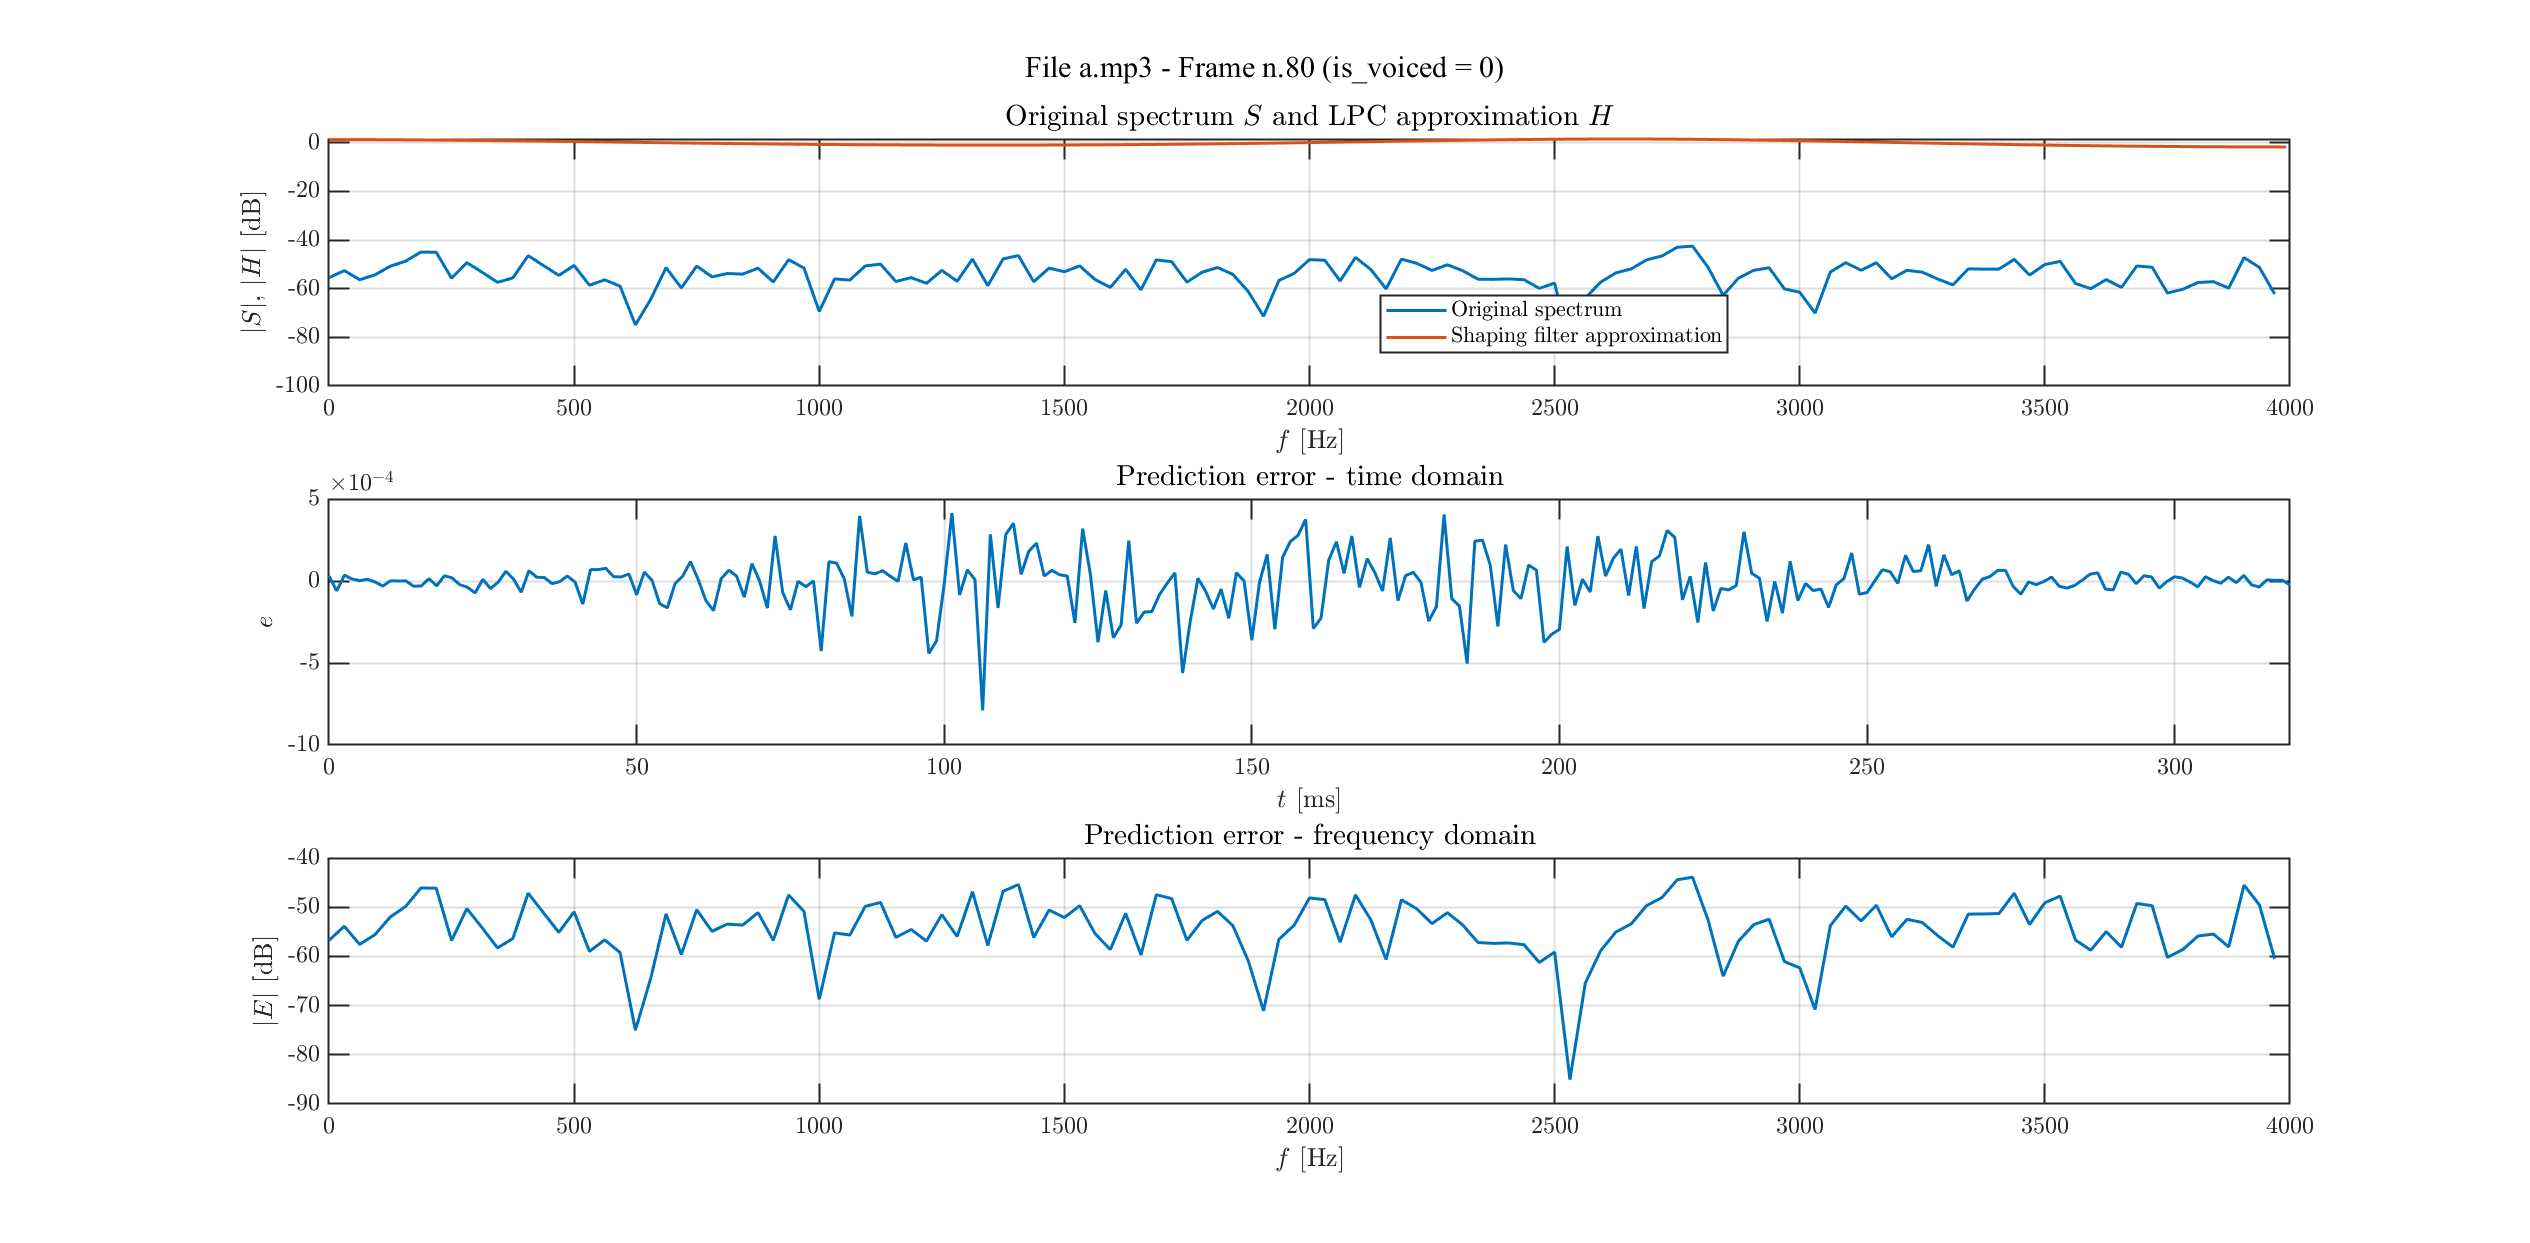 File a.mp3 - Frame n.80 (is_voiced = 0)
Original spectrum S and LPC approximation H
0
-20
-40
-60
-80
-100
|S|, |H| [dB]
Original spectrum
Shaping filter approximation
0 500 1000 1500 2000 2500 3000 3500 4000
f [Hz]
Prediction error - time domain
×10⁻⁴
5
0
-5
-10
e
0 50 100 150 200 250 300
t [ms]
Prediction error - frequency domain
-40
-50
-60
-70
-80
-90
|E| [dB]
0 500 1000 1500 2000 2500 3000 3500 4000
f [Hz]